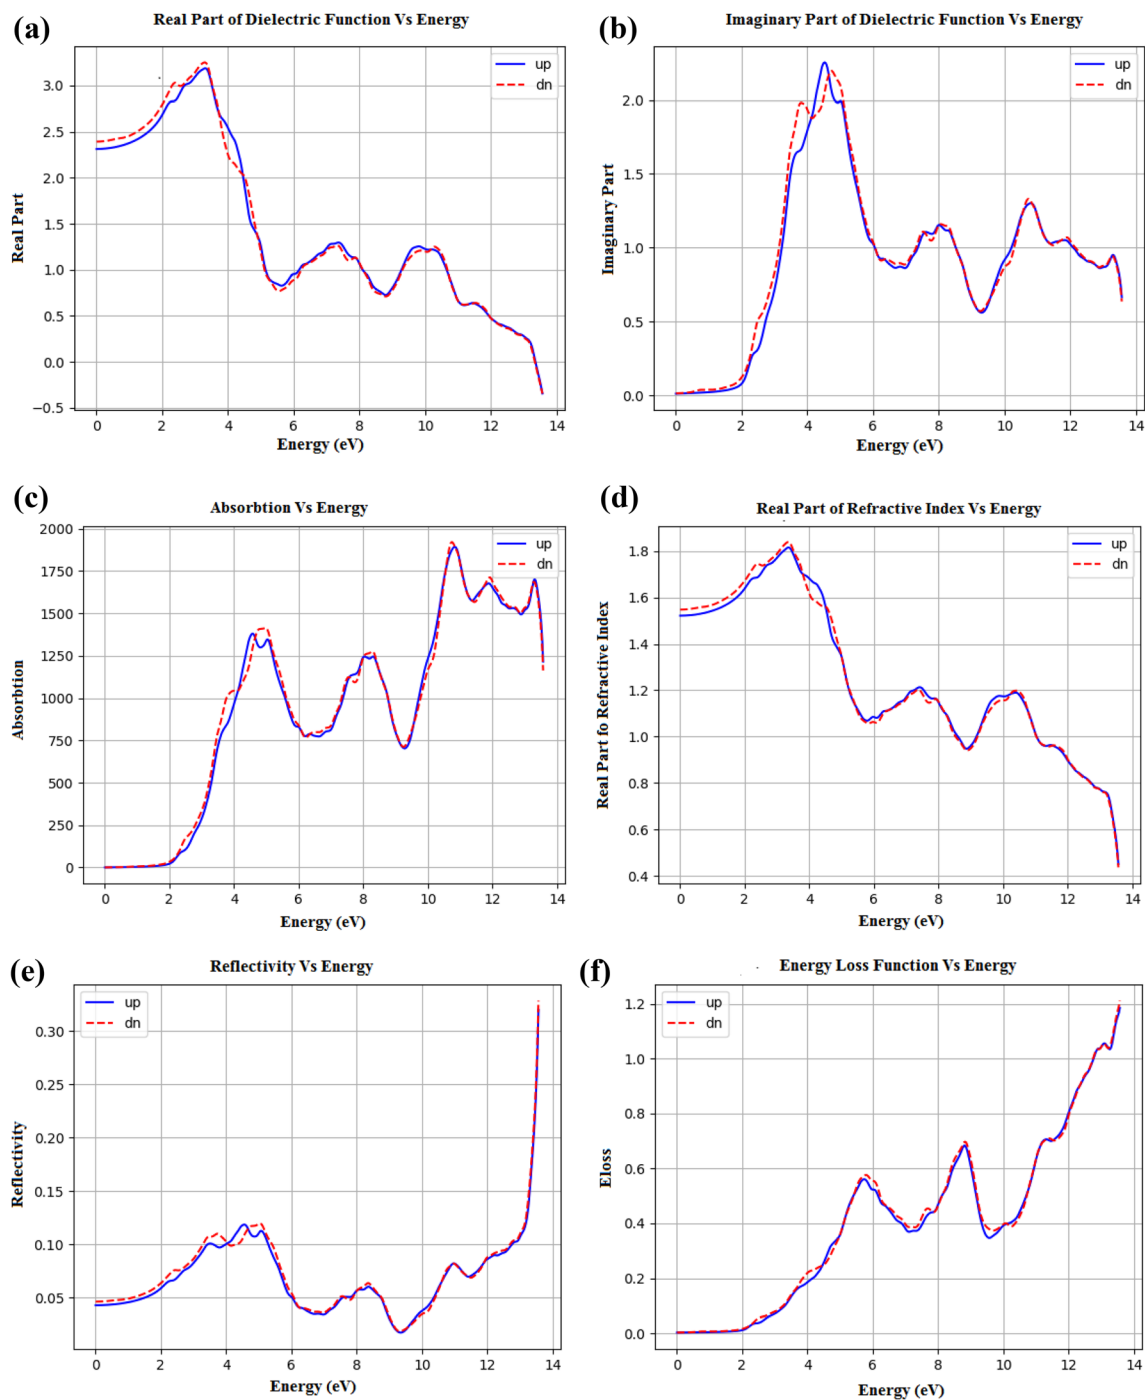 (a)
Real Part of Dielectric Function Vs Energy
up
dn
3.0
2.5
2.0
1.5
1.0
0.5
0.0
−0.5
Real Part
0 2 4 6 8 10 12 14
Energy (eV)
(b)
Imaginary Part of Dielectric Function Vs Energy
up
dn
2.0
1.5
1.0
0.5
0.0
Imaginary Part
0 2 4 6 8 10 12 14
Energy (eV)
(c)
Absorbtion Vs Energy
up
dn
2000
1750
1500
1250
1000
750
500
250
0
Absorbtion
0 2 4 6 8 10 12 14
Energy (eV)
(d)
Real Part of Refractive Index Vs Energy
up
dn
1.8
1.6
1.4
1.2
1.0
0.8
0.6
0.4
Real Part fo Refractive Index
0 2 4 6 8 10 12 14
Energy (eV)
(e)
Reflectivity Vs Energy
up
dn
0.30
0.25
0.20
0.15
0.10
0.05
Reflectivity
0 2 4 6 8 10 12 14
Energy (eV)
(f)
Energy Loss Function Vs Energy
up
dn
1.2
1.0
0.8
0.6
0.4
0.2
0.0
Eloss
0 2 4 6 8 10 12 14
Energy (eV)